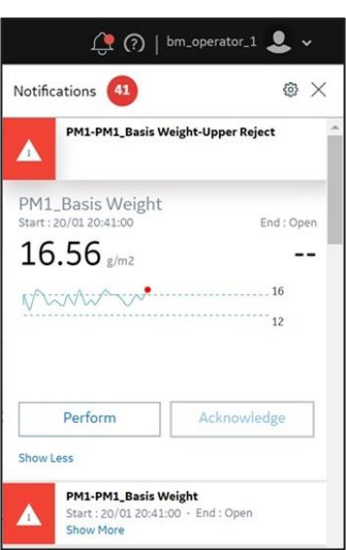 bm_operator_1
Notifications 41
PM1-PM1_Basis Weight-Upper Reject
1
PM1_Basis Weight
Start : 20/01 20:41:00 End : Open
16.56 g/m2 --
16
12
Perform Acknowledge
Show Less
PM1-PM1_Basis Weight
1
Start : 20/01 20:41:00 - End : Open
Show More